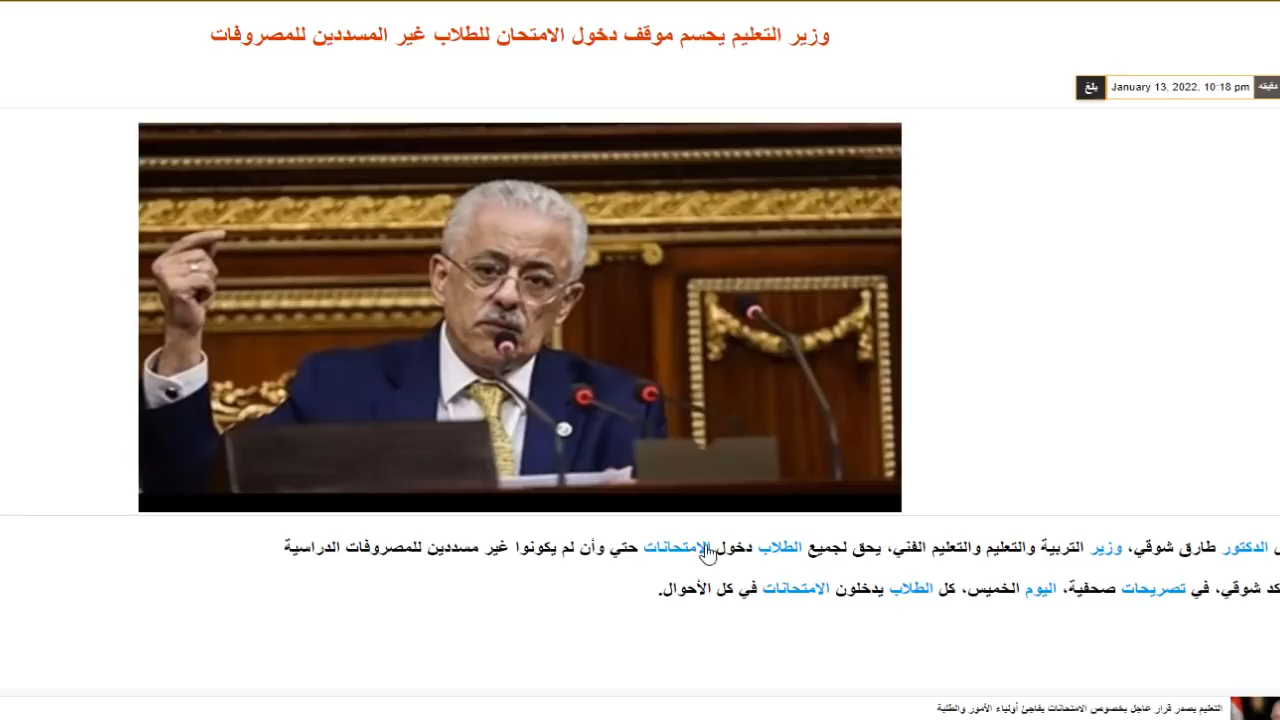 وزير التعليم يحسم موقف دخول الامتحان للطلاب غير المسددين للمصروفات
دقيقه
January 13, 2022, 10:18 pm
بلغ
الدكتور طارق شوقي، وزير التربية والتعليم والتعليم الفني، يحق لجميع الطلاب دخول الامتحانات حتي وأن لم يكونوا غير مسددين للمصروفات الدراسية
شوقي، في تصريحات صحفية، اليوم الخميس، كل الطلاب يدخلون الامتحانات في كل الأحوال.
التعليم يصدر قرار عاجل بخصوص الامتحانات يفاجئ أولياء الأمور والطلبة